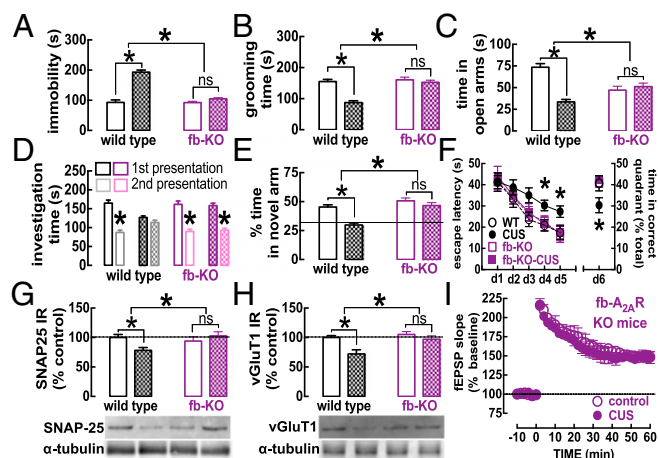 A
immobility (s)
300
200
100
0
*
*
ns
wild type
fb-KO
B
grooming
time (s)
300
200
100
0
*
*
ns
wild type
fb-KO
C
time in
open arms (s)
100
75
50
25
0
*
*
ns
wild type
fb-KO
D
investigation
time (s)
300
250
200
150
100
50
0
1st presentation
2nd presentation
*
*
*
wild type
fb-KO
E
% time
in novel arm
100
75
50
25
0
*
*
ns
wild type
fb-KO
F
escape latency (s)
50
40
30
20
10
0
WT
CUS
fb-KO
fb-KO-CUS
*
*
*
d1
d2
d3
d4
d5
d6
50
40
30
20
10
0
time in correct
quadrant (% total)
G
SNAP25 IR
(% control)
150
125
100
75
50
25
0
*
*
ns
wild type
fb-KO
SNAP-25
α-tubulin
H
vGluT1 IR
(% control)
150
125
100
75
50
25
0
*
*
ns
wild type
fb-KO
vGluT1
α-tubulin
I
fEPSP slope
(% baseline)
225
200
175
150
125
100
75
fb-A2AR
KO mice
control
CUS
-10 0 10 20 30 40 50 60
TIME (min)